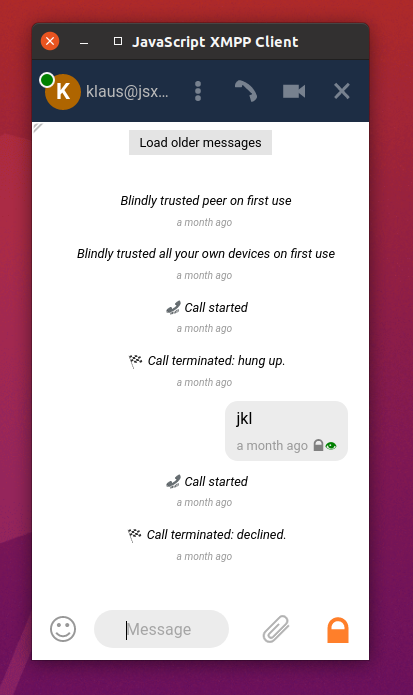 JavaScript XMPP Client
K
klaus@jsx...
Load older messages
Blindly trusted peer on first use
a month ago
Blindly trusted all your own devices on first use
a month ago
Call started
a month ago
Call terminated: hung up.
a month ago
jkl
a month ago
Call started
a month ago
Call terminated: declined.
a month ago
Message